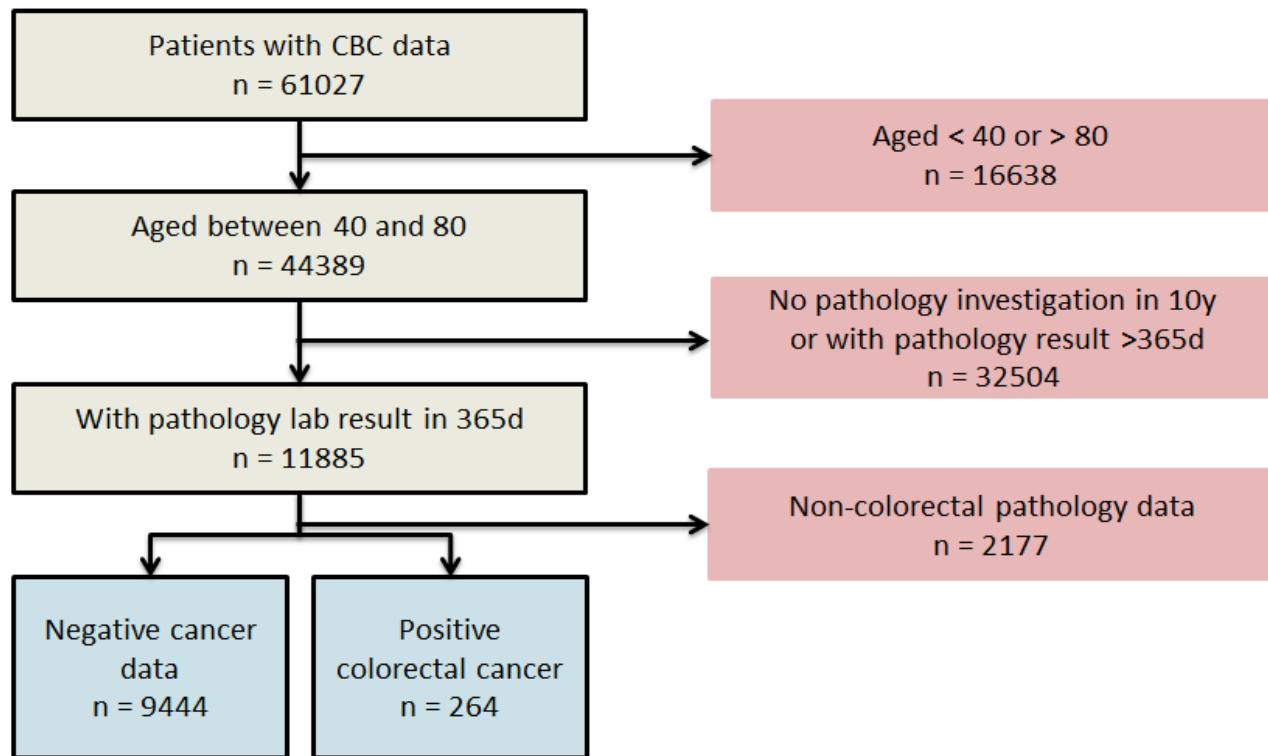 Patients with CBC data
n = 61027
Aged < 40 or > 80
n = 16638
Aged between 40 and 80
n = 44389
No pathology investigation in 10y
or with pathology result >365d
n = 32504
With pathology lab result in 365d
n = 11885
Non-colorectal pathology data
n = 2177
Negative cancer
data
n = 9444
Positive
colorectal cancer
n = 264